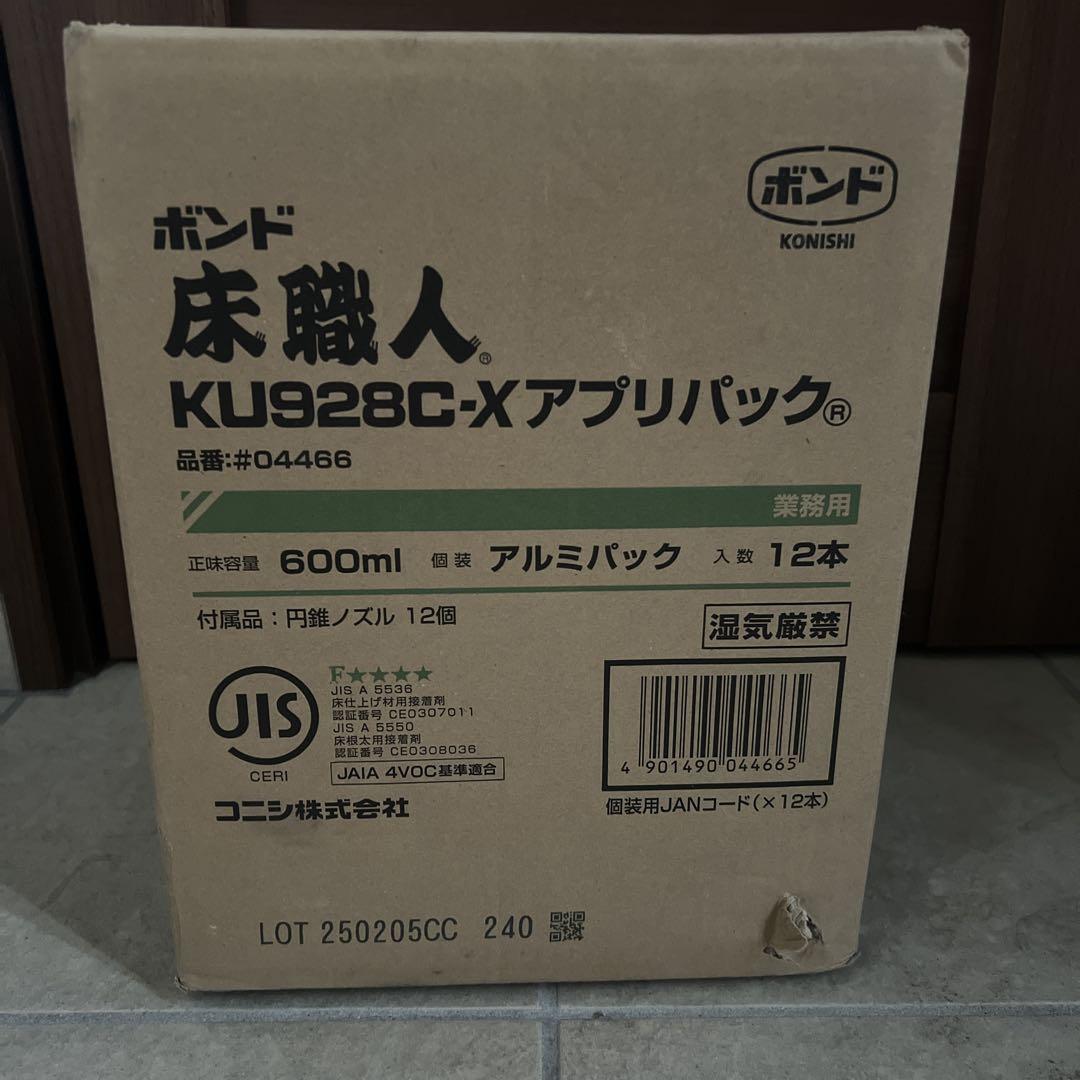 ボンド
KONISHI
ボンド
床職人®
KU928C-Xアプリパック®
品番:#04466
業務用
正味容量 600ml 個装 アルミパック 入数 12本
付属品：円錐ノズル 12個
湿気厳禁
JIS
CERI
F★★★★
JIS A 5536
床仕上げ材用接着剤
認証番号 CE0307011
JIS A 5550
床根太用接着剤
認証番号 CE0308036
JAIA 4VOC基準適合
コニシ株式会社
4 901490 044665
個装用JANコード(×12本)
LOT 250205CC 240